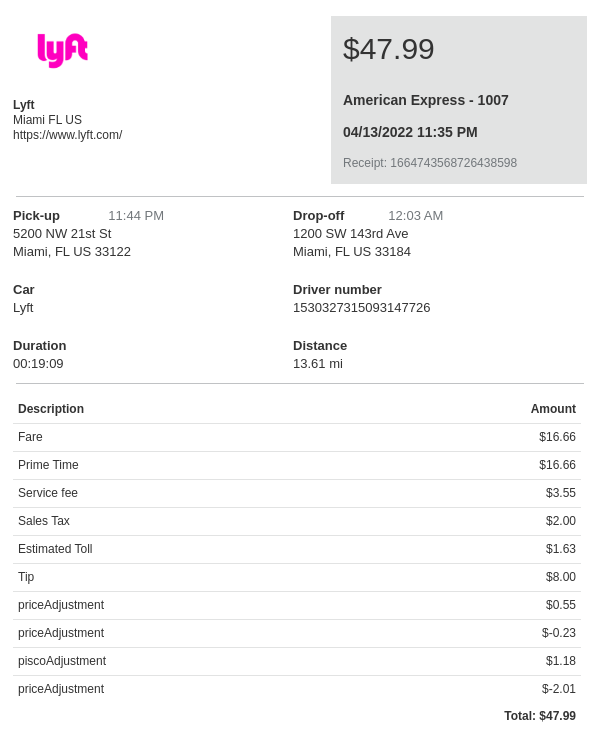 lyft
$47.99
American Express - 1007
04/13/2022 11:35 PM
Receipt: 1664743568726438598
Lyft
Miami FL US
https://www.lyft.com/
Pick-up 11:44 PM
5200 NW 21st St
Miami, FL US 33122
Drop-off 12:03 AM
1200 SW 143rd Ave
Miami, FL US 33184
Car
Lyft
Driver number
1530327315093147726
Duration
00:19:09
Distance
13.61 mi
Description Amount
Fare $16.66
Prime Time $16.66
Service fee $3.55
Sales Tax $2.00
Estimated Toll $1.63
Tip $8.00
priceAdjustment $0.55
priceAdjustment $-0.23
piscoAdjustment $1.18
priceAdjustment $-2.01
Total: $47.99